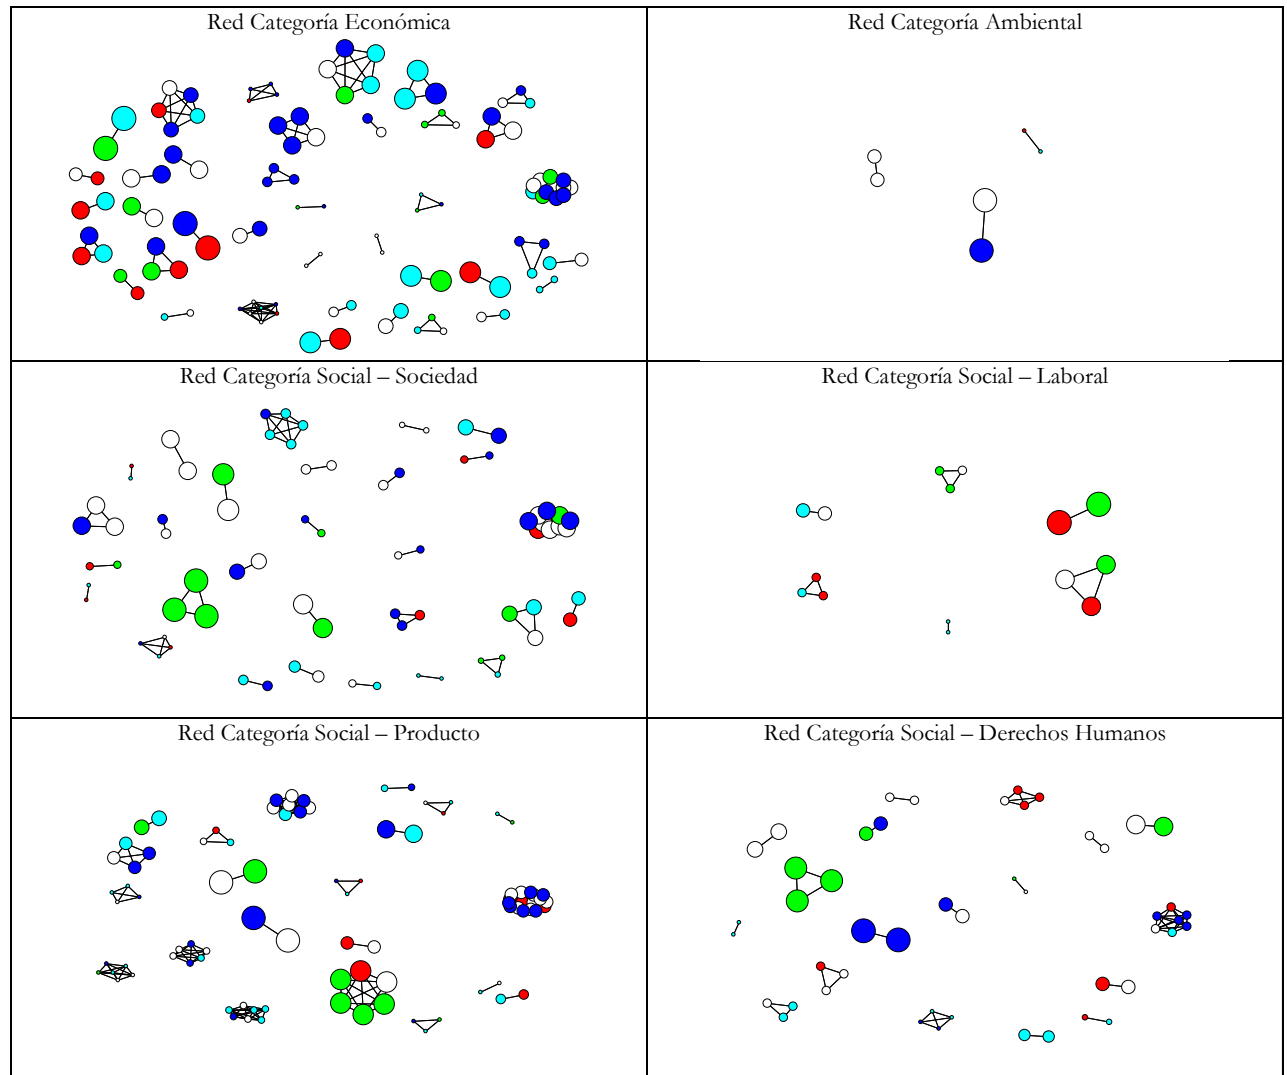 Red Categoría Económica
Red Categoría Ambiental
Red Categoría Social – Sociedad
Red Categoría Social – Laboral
Red Categoría Social – Producto
Red Categoría Social – Derechos Humanos